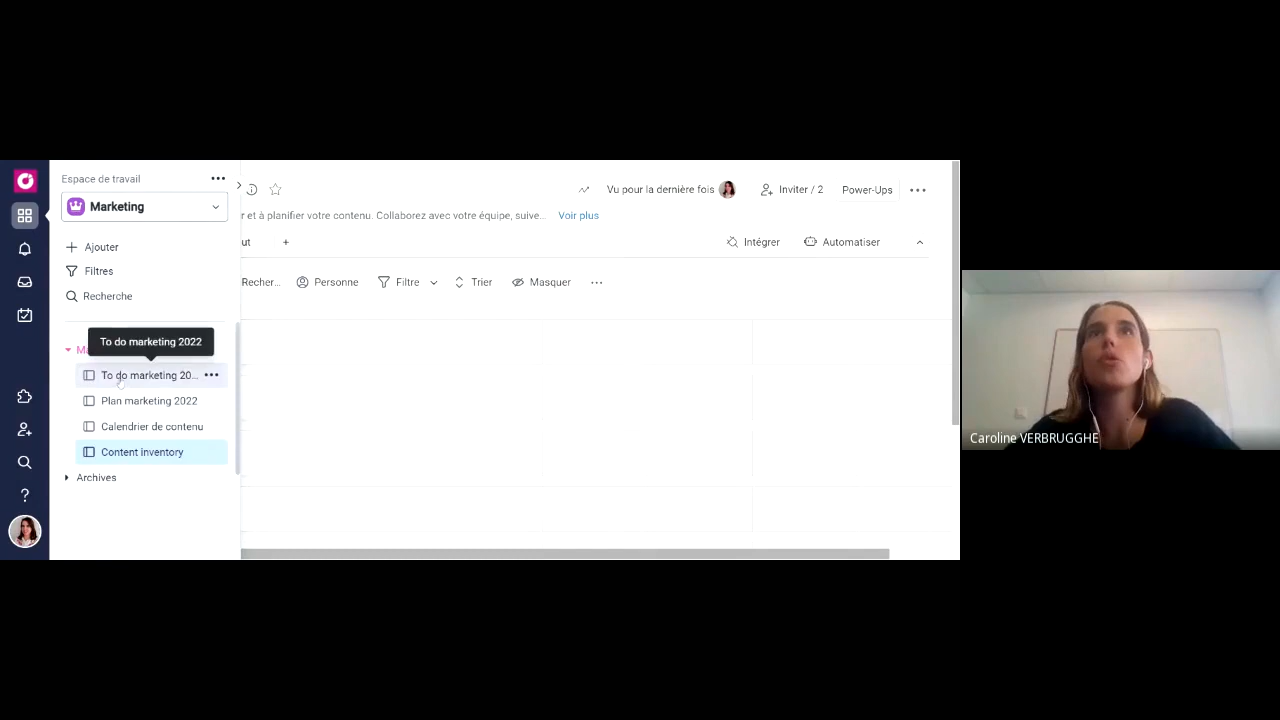 Espace de travail
Marketing
Ajouter
Filtres
Recherche
To do marketing 2022
To do marketing 20...
Plan marketing 2022
Calendrier de contenu
Content inventory
Archives
?
Vu pour la dernière fois
Inviter / 2
Power-Ups
et à planifier votre contenu. Collaborez avec votre équipe, suive... Voir plus
+
Intégrer
Automatiser
Recher... Personne Filtre Trier Masquer
Caroline VERBRUGGHE